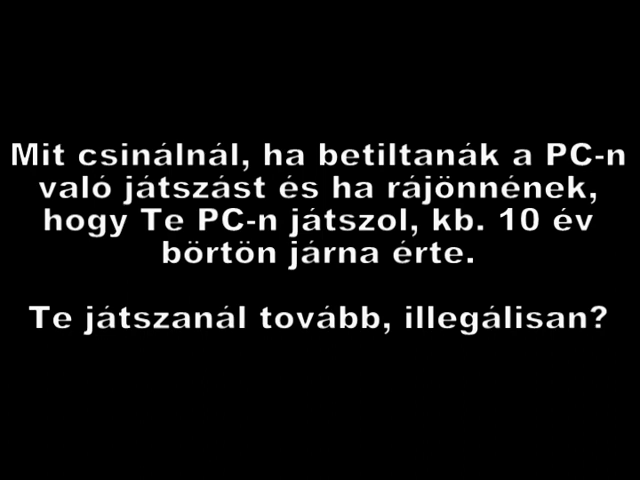 Mit csinálnál, ha betiltanák a PC-n
való játszást és ha rájönnének,
hogy Te PC-n játszol, kb. 10 év
börtön járna érte.
Te játszanál tovább, illegálisan?